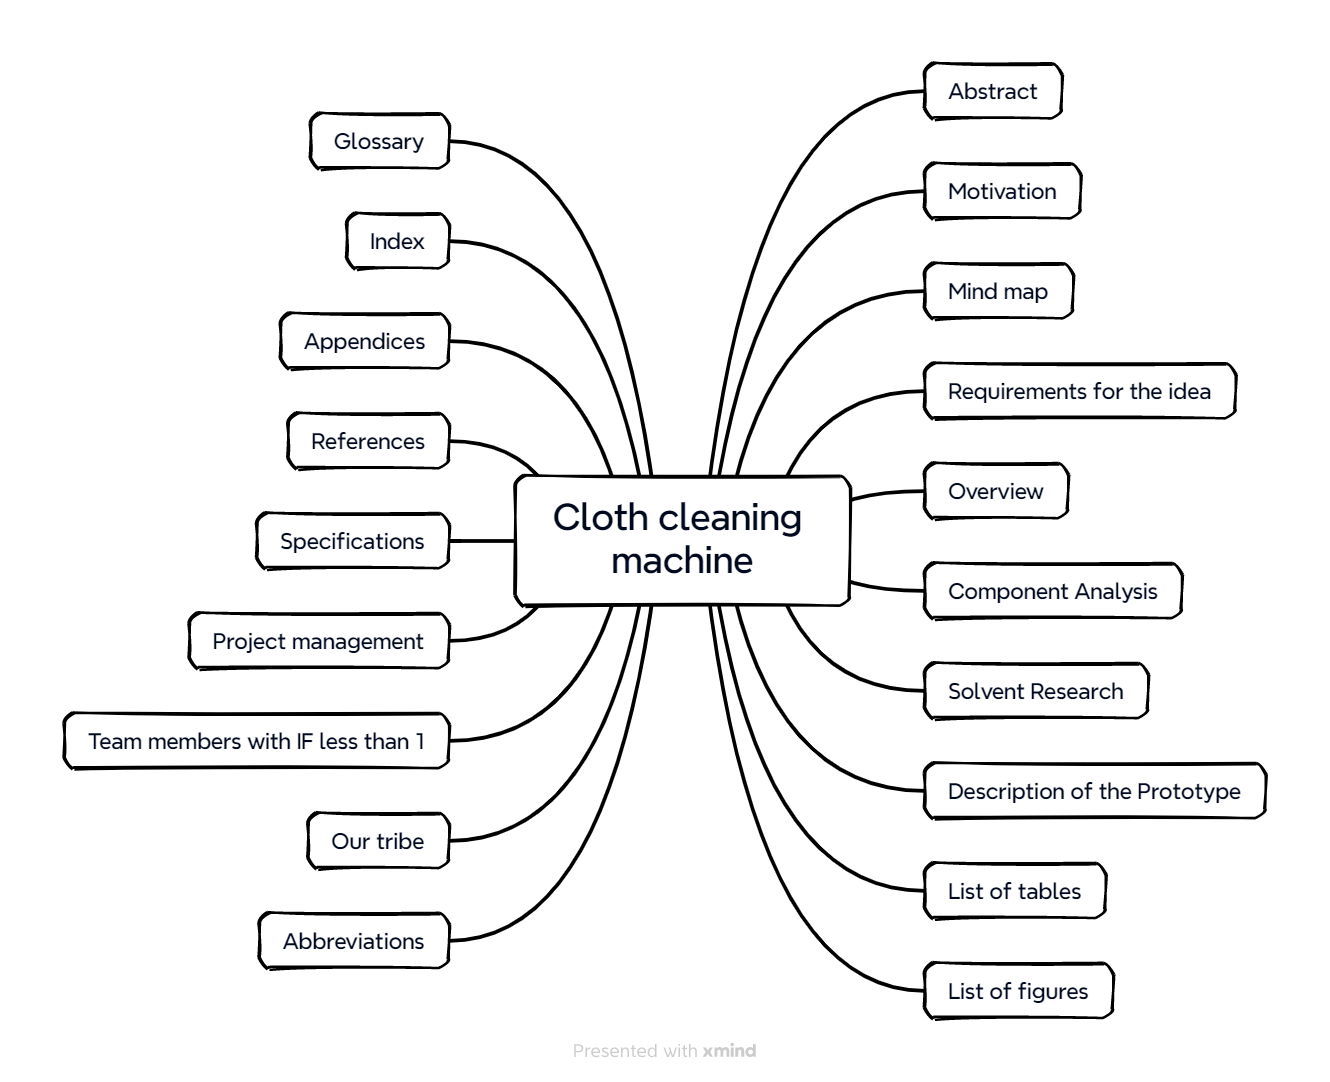 Cloth cleaning
machine
Abstract
Motivation
Mind map
Requirements for the idea
Overview
Component Analysis
Solvent Research
Description of the Prototype
List of tables
List of figures
Glossary
Index
Appendices
References
Specifications
Project management
Team members with IF less than 1
Our tribe
Abbreviations
Presented with xmind